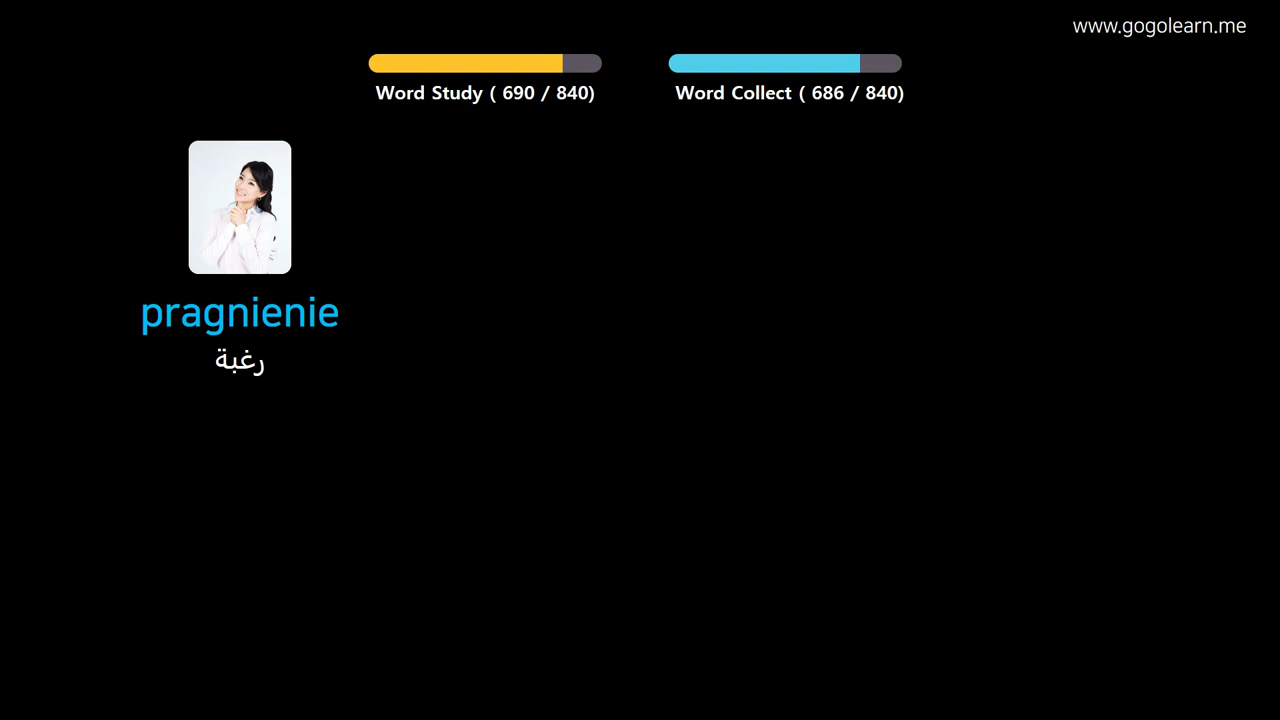 www.gogolearn.me
Word Study ( 690 / 840)
Word Collect ( 686 / 840)
pragnienie
رغبة